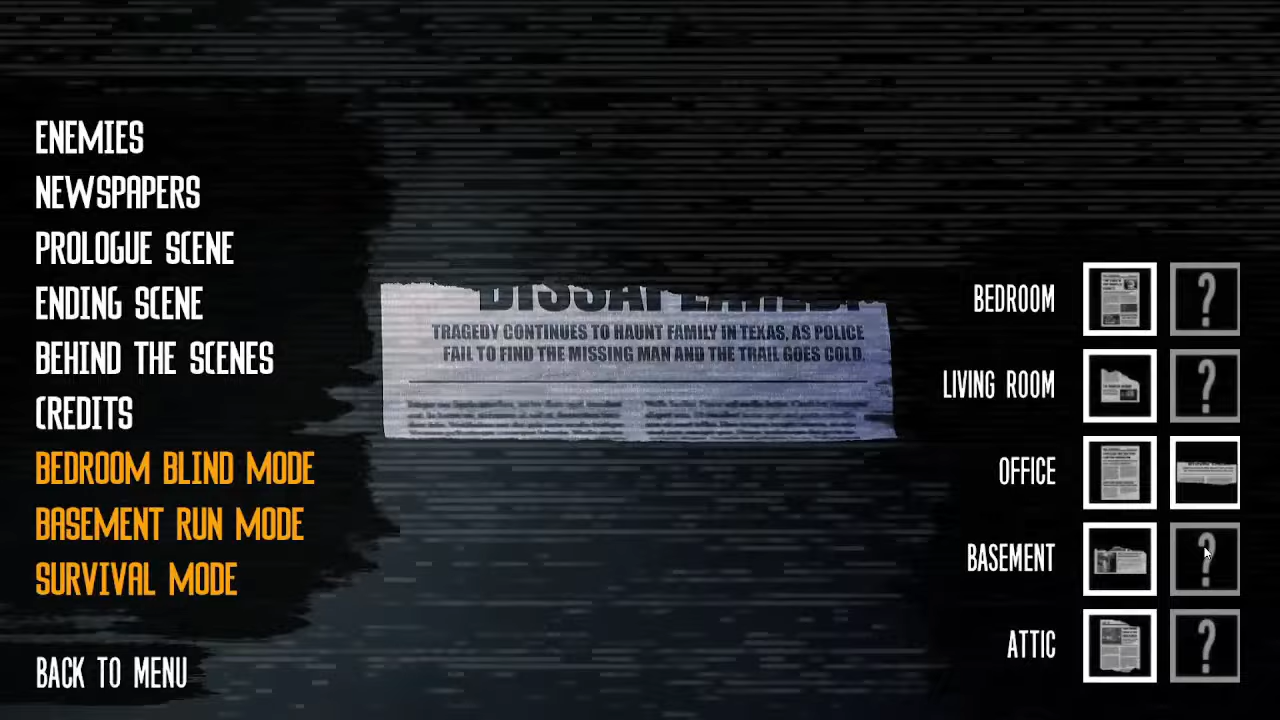 ENEMIES
NEWSPAPERS
PROLOGUE SCENE
ENDING SCENE
BEHIND THE SCENES
CREDITS
BEDROOM BLIND MODE
BASEMENT RUN MODE
SURVIVAL MODE
BACK TO MENU
TRAGEDY CONTINUES TO HAUNT FAMILY IN TEXAS, AS POLICE
FAIL TO FIND THE MISSING MAN AND THE TRAIL GOES COLD.
BEDROOM
?
LIVING ROOM
?
OFFICE
BASEMENT
?
ATTIC
?